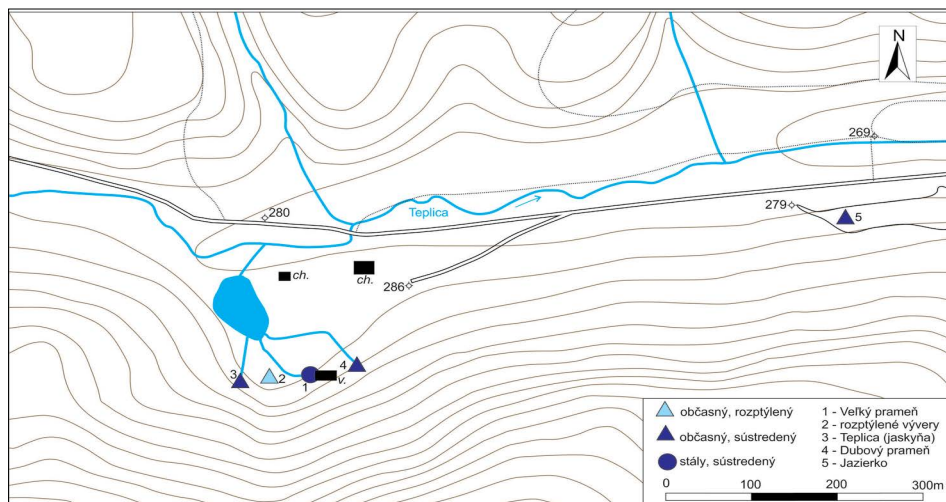 N
269
280
Teplica
279
5
ch.
ch.
286
4
3
2
1
v.
občasný, rozptýlený
občasný, sústredený
stály, sústredený
1 - Veľký prameň
2 - rozptýlené vývery
3 - Teplica (jaskyňa)
4 - Dubový prameň
5 - Jazierko
0 100 200 300m